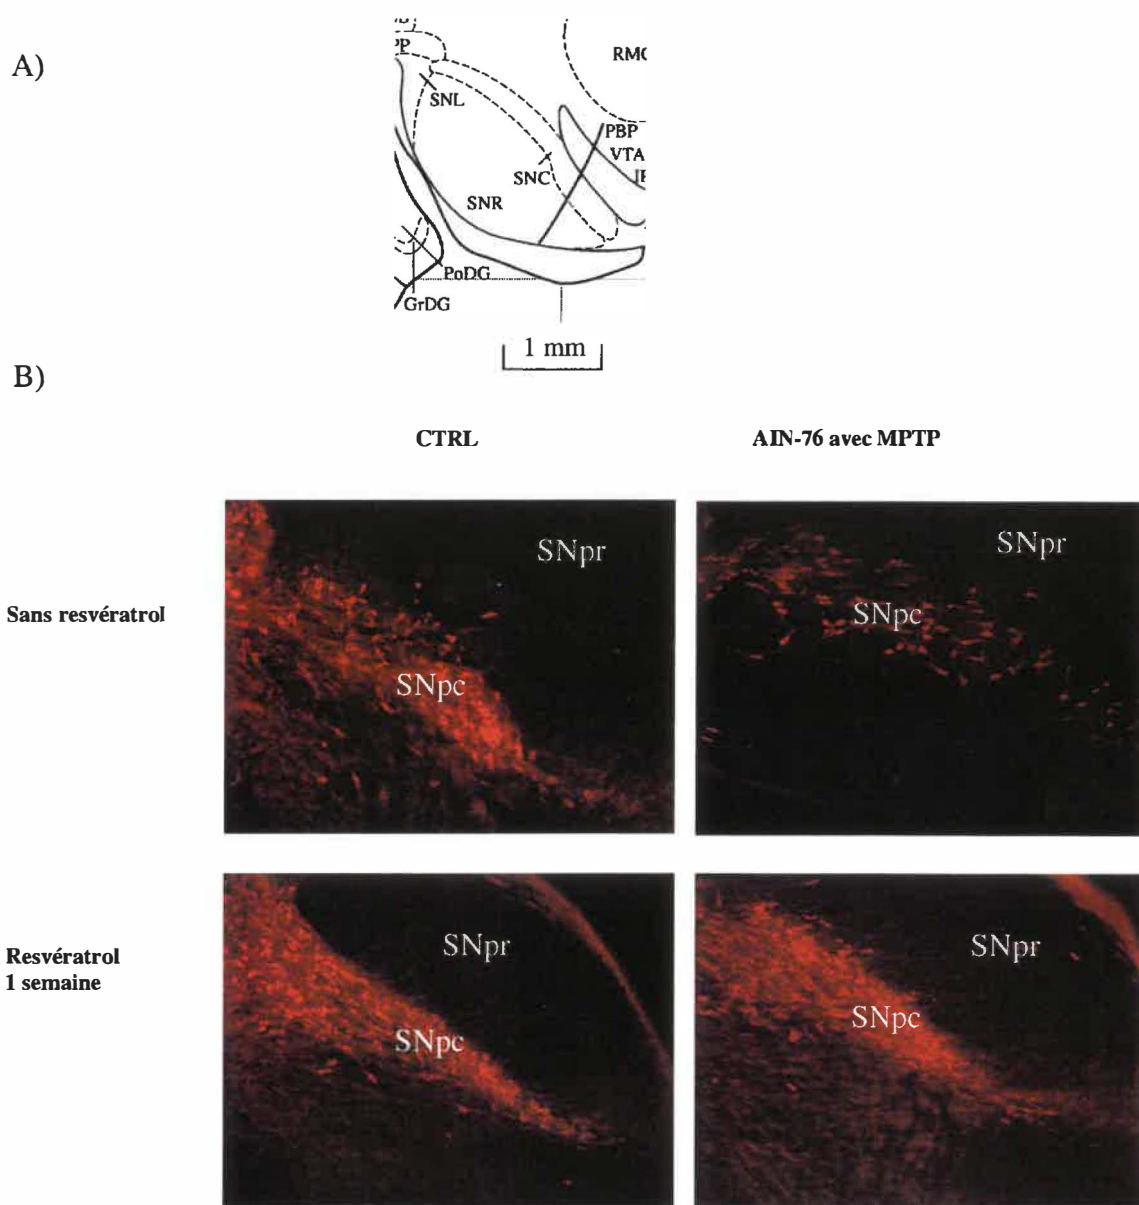 A)
PP
RMC
SNL
PBP
VTA
SNC
SNR
PoDG
GrDG
1 mm
B)
CTRL
AIN-76 avec MPTP
Sans resvératrol
SNpr
SNpc
SNpr
SNpc
Resvératrol
1 semaine
SNpr
SNpc
SNpr
SNpc